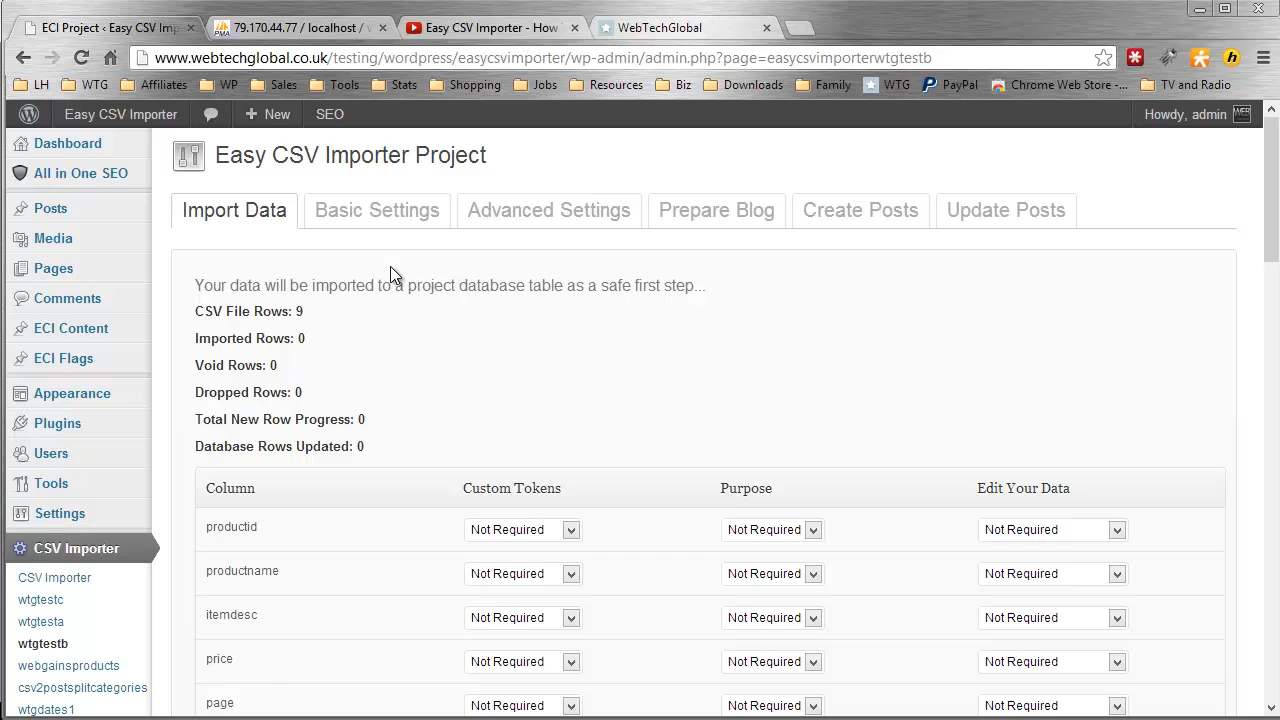 ECI Project ‹ Easy CSV Imp
79.170.44.77 / localhost /
Easy CSV Importer - How
WebTechGlobal
www.webtechglobal.co.uk/testing/wordpress/easycsvimporter/wp-admin/admin.php?page=easycsvimporterwtgtestb
LH
WTG
Affiliates
WP
Sales
Tools
Stats
Shopping
Jobs
Resources
Biz
Downloads
Family
WTG
PayPal
Chrome Web Store -...
TV and Radio
Easy CSV Importer
New
SEO
Howdy, admin
Dashboard
All in One SEO
Posts
Media
Pages
Comments
ECI Content
ECI Flags
Appearance
Plugins
Users
Tools
Settings
CSV Importer
CSV Importer
wtgtestc
wtgtesta
wtgtestb
webgainsproducts
csv2postsplitcategories
wtgdates1
Easy CSV Importer Project
Import Data
Basic Settings
Advanced Settings
Prepare Blog
Create Posts
Update Posts
Your data will be imported to a project database table as a safe first step...
CSV File Rows: 9
Imported Rows: 0
Void Rows: 0
Dropped Rows: 0
Total New Row Progress: 0
Database Rows Updated: 0
Column Custom Tokens Purpose Edit Your Data
productid Not Required Not Required Not Required
productname Not Required Not Required Not Required
itemdesc Not Required Not Required Not Required
price Not Required Not Required Not Required
page Not Required Not Required Not Required